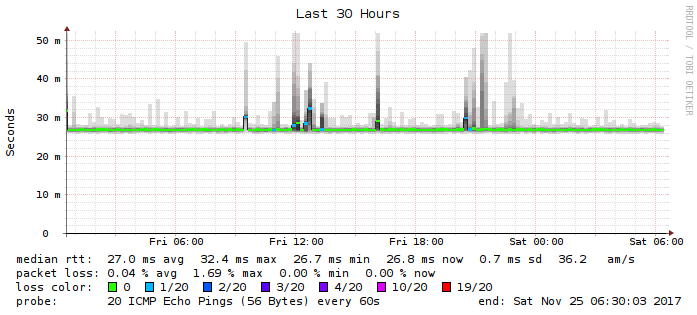 Last 30 Hours
RRDTOOL / TOBI OETIKER
Seconds
50 m
40 m
30 m
20 m
10 m
0
Fri 06:00 Fri 12:00 Fri 18:00 Sat 00:00 Sat 06:00
median rtt: 27.0 ms avg 32.4 ms max 26.7 ms min 26.8 ms now 0.7 ms sd 36.2 am/s
packet loss: 0.04 % avg 1.69 % max 0.00 % min 0.00 % now
loss color: 0 1/20 2/20 3/20 4/20 10/20 19/20
probe: 20 ICMP Echo Pings (56 Bytes) every 60s end: Sat Nov 25 06:30:03 2017